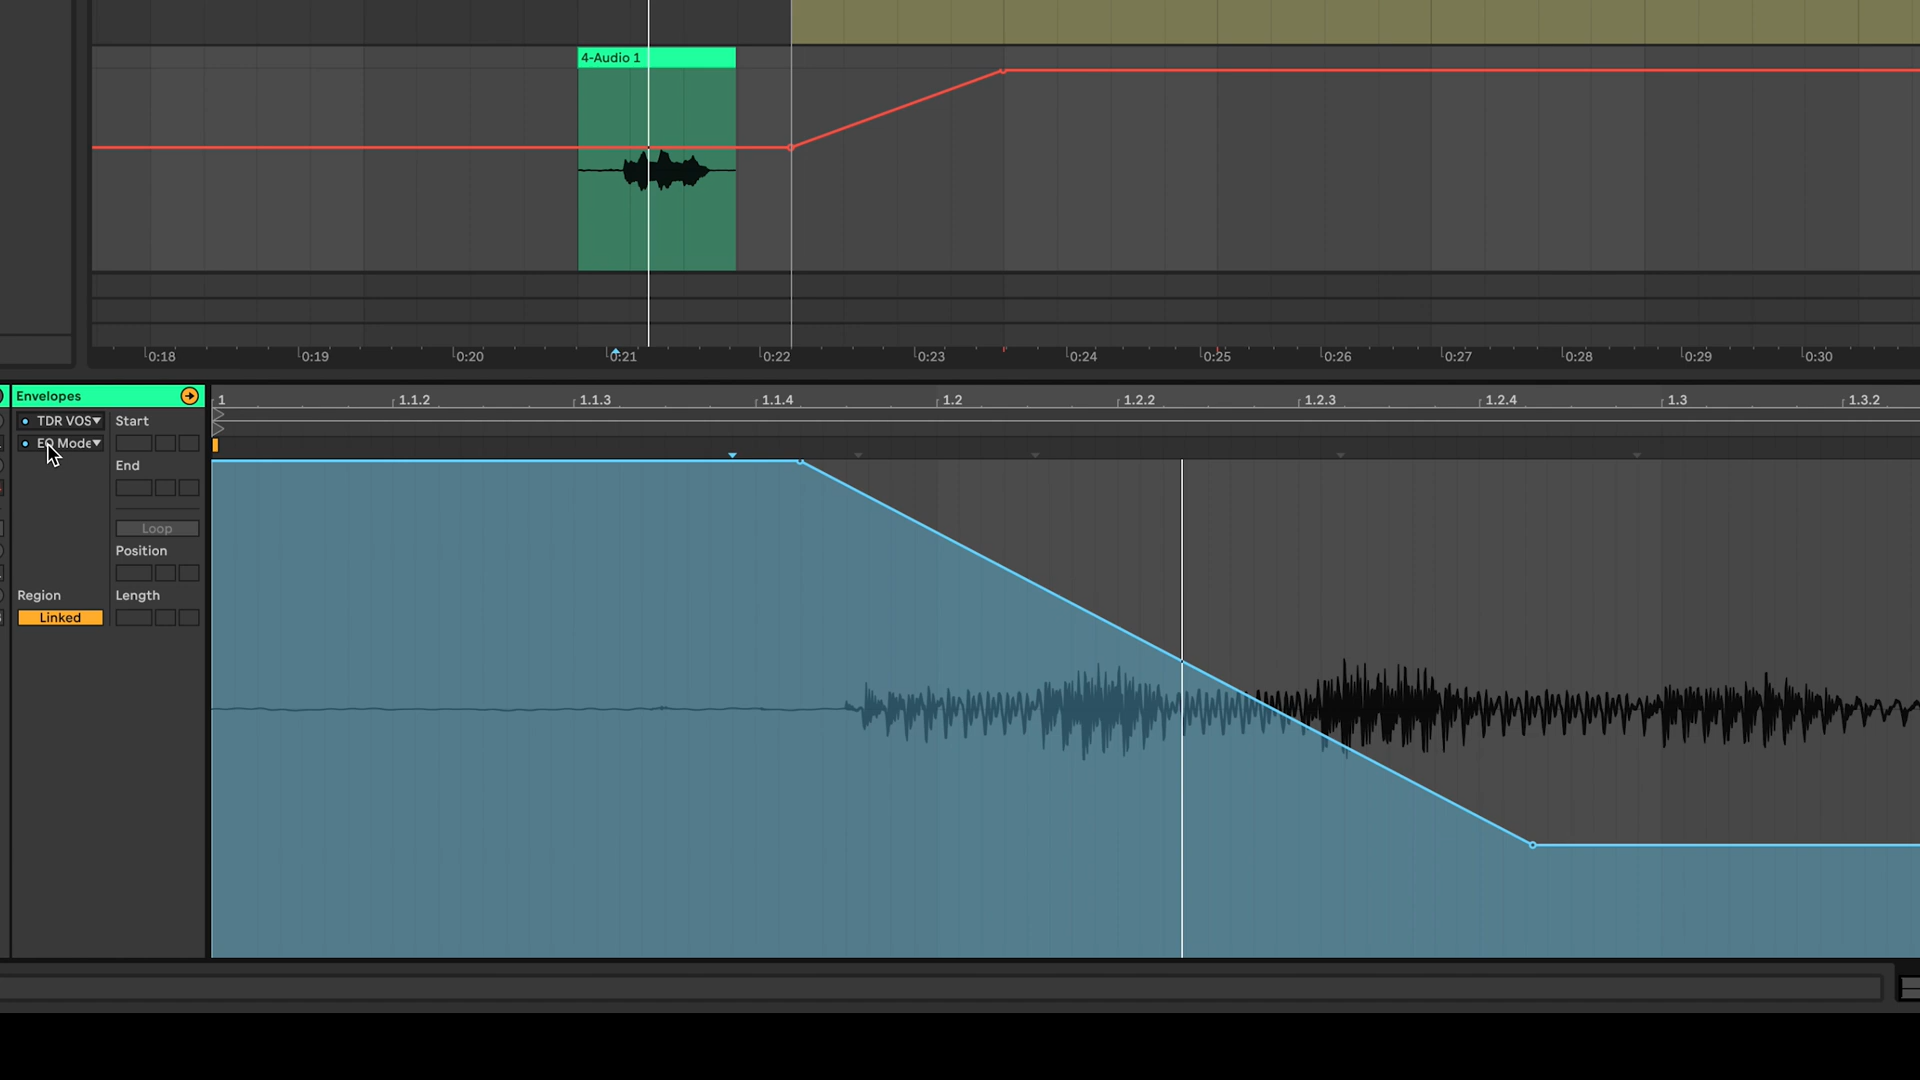 4-Audio 1
0:18 0:19 0:20 0:21 0:22 0:23 0:24 0:25 0:26 0:27 0:28 0:29 0:30
Envelopes
1 1.1.2 1.1.3 1.1.4 1.2 1.2.2 1.2.3 1.2.4 1.3 1.3.2
TDR VOS Start
EQ Mode
End
Loop
Position
Region Length
Linked